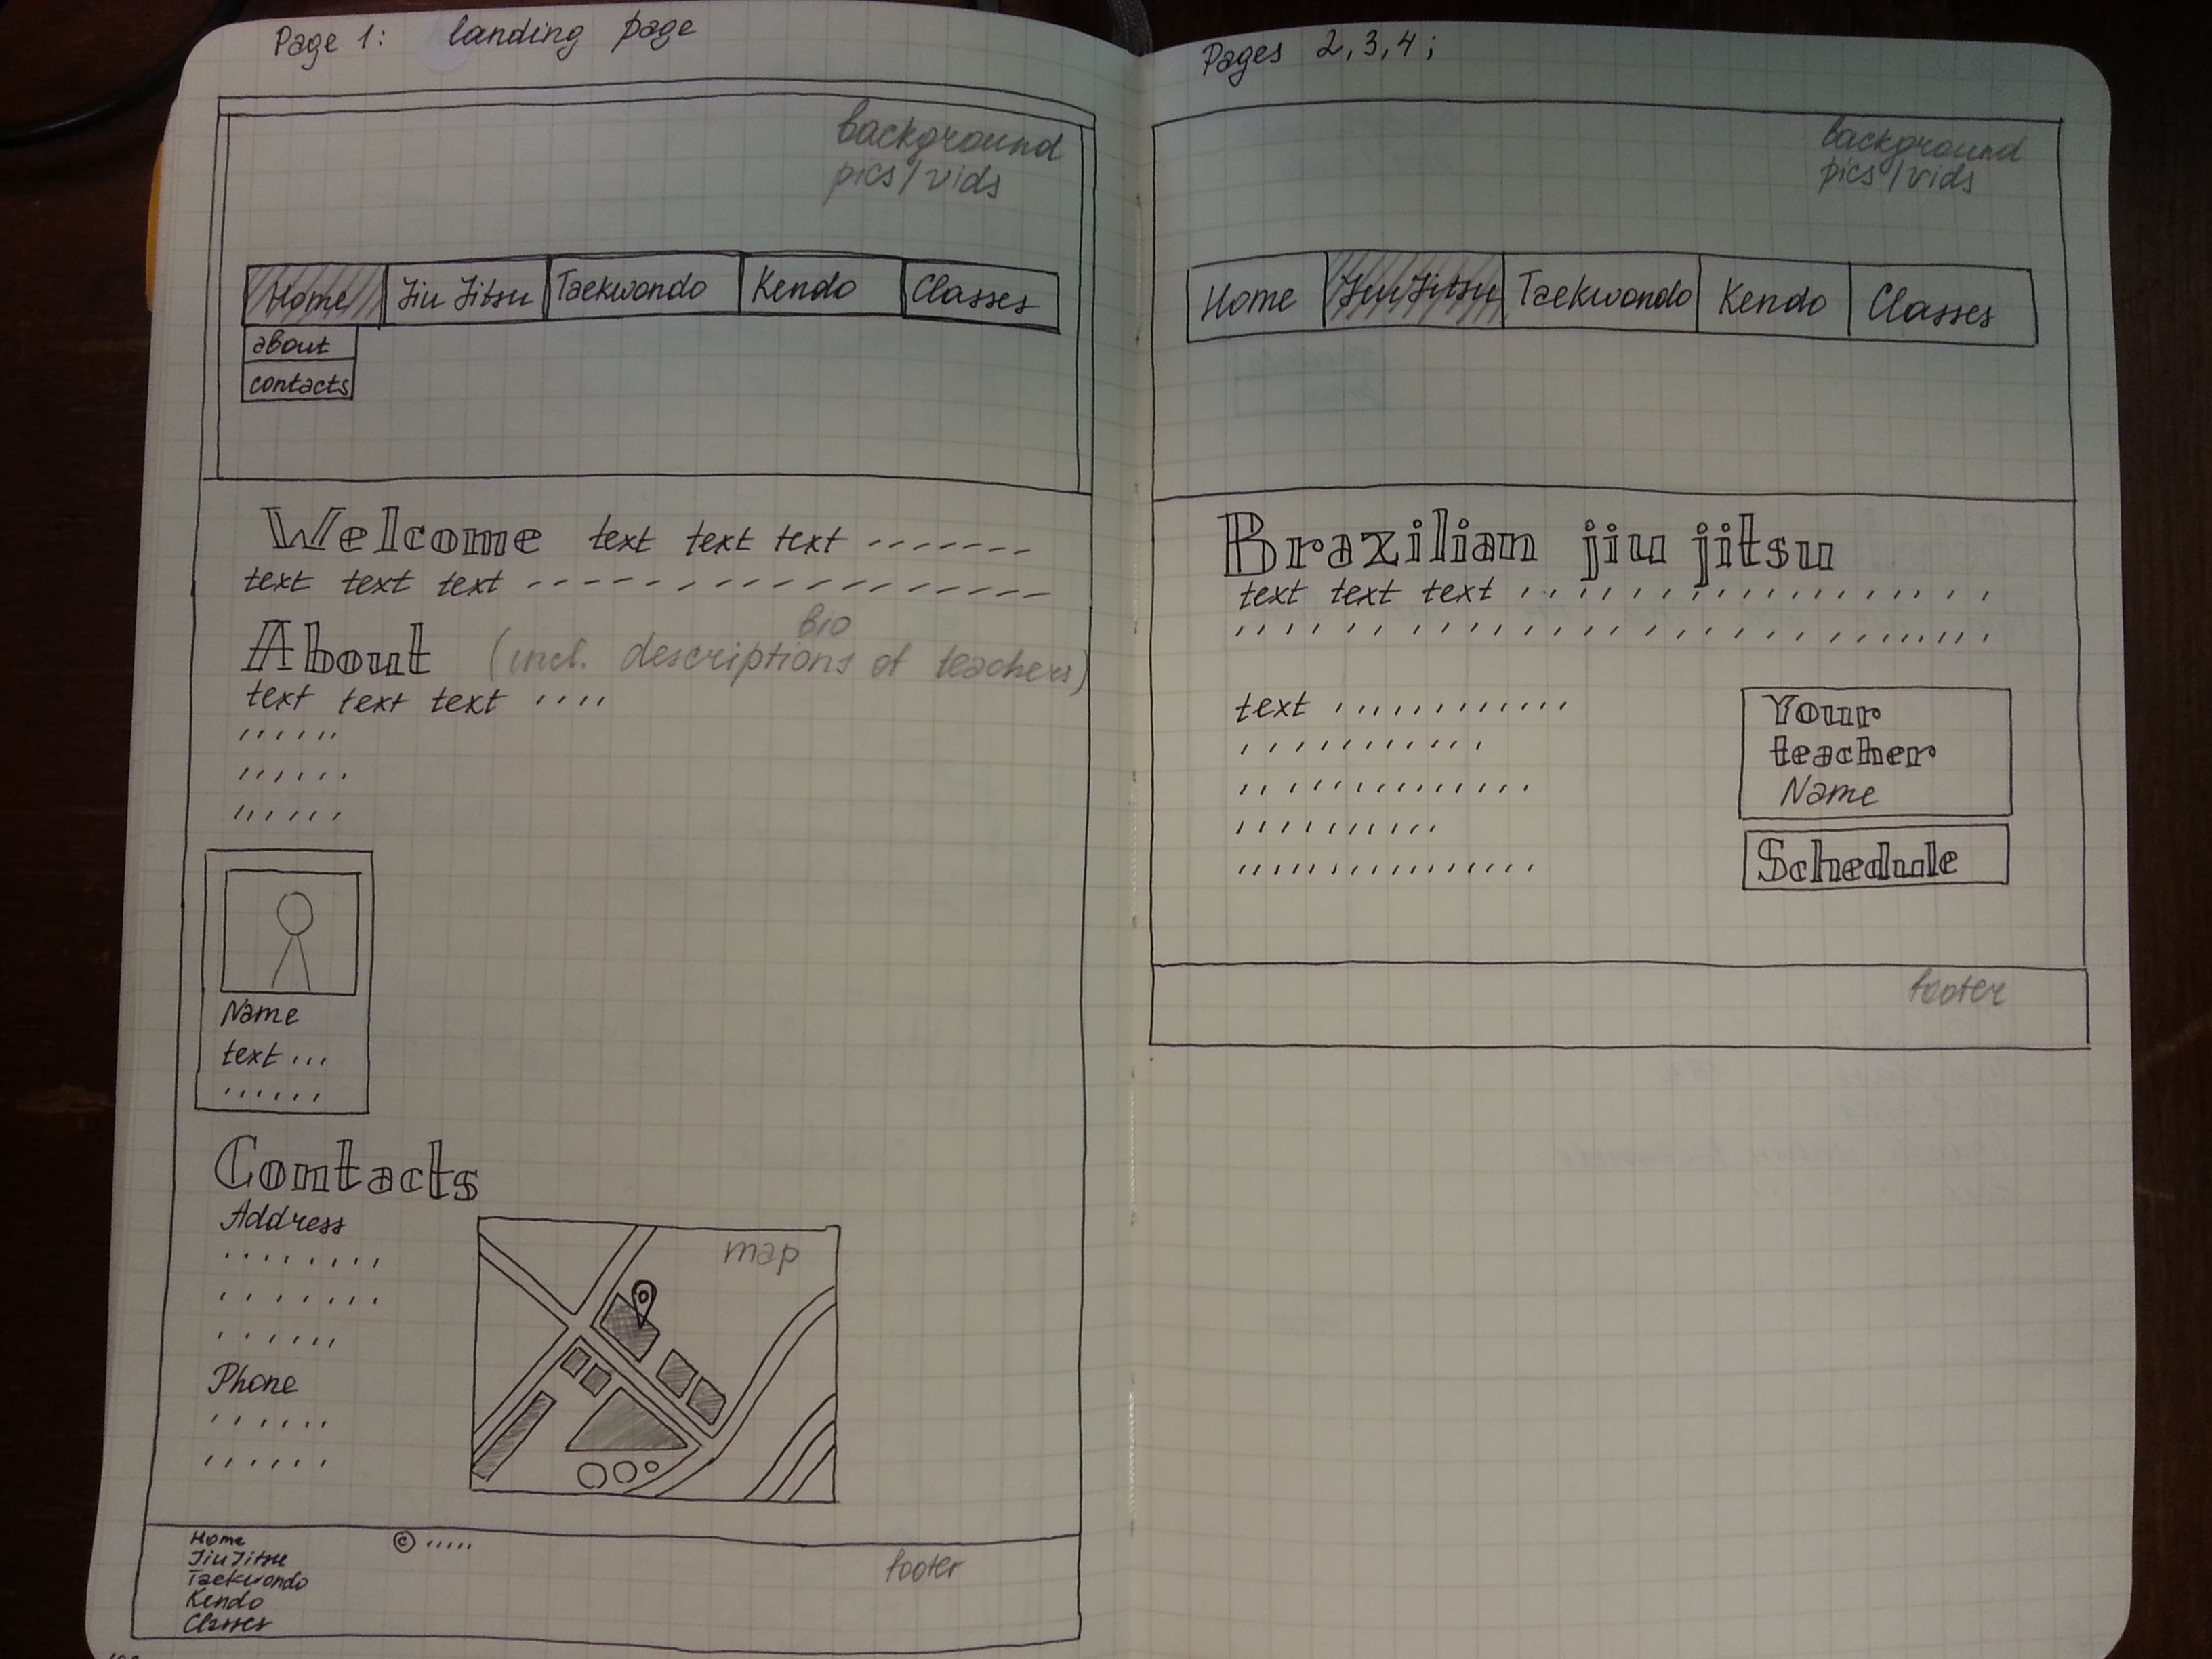 Page 1: landing page
background
pics/vids
Home Jiu Jitsu Taekwondo Kendo Classes
about
contacts
Welcome text text text -----
text text text -------------
bio
About (incl. descriptions of teachers)
text text text .....
Name
text...
Contacts
Address
Phone
map
Home
Jiu Jitsu
Taekwondo
Kendo
Classes
© .....
footer
Pages 2, 3, 4:
background
pics/vids
Home Jiu Jitsu Taekwondo Kendo Classes
Brazilian jiu jitsu
text text text
text
Your
teacher
Name
Schedule
footer